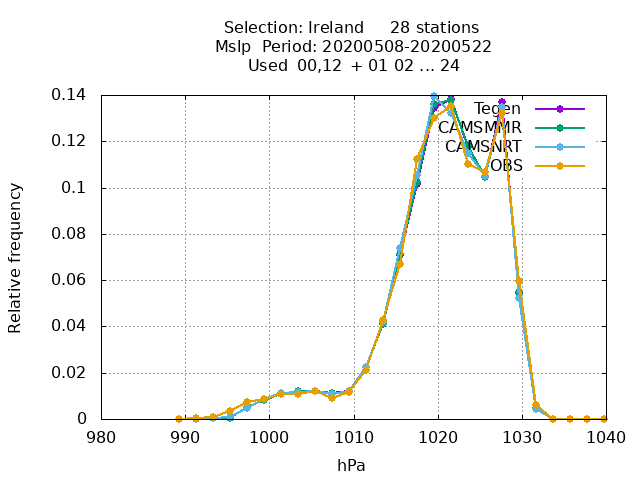 Selection: Ireland 28 stations
Mslp Period: 20200508-20200522
Used 00,12 + 01 02 ... 24
0.14
0.12
0.1
0.08
0.06
0.04
0.02
0
Relative frequency
Tegen
CAMSMMR
CAMSNRT
OBS
980 990 1000 1010 1020 1030 1040
hPa